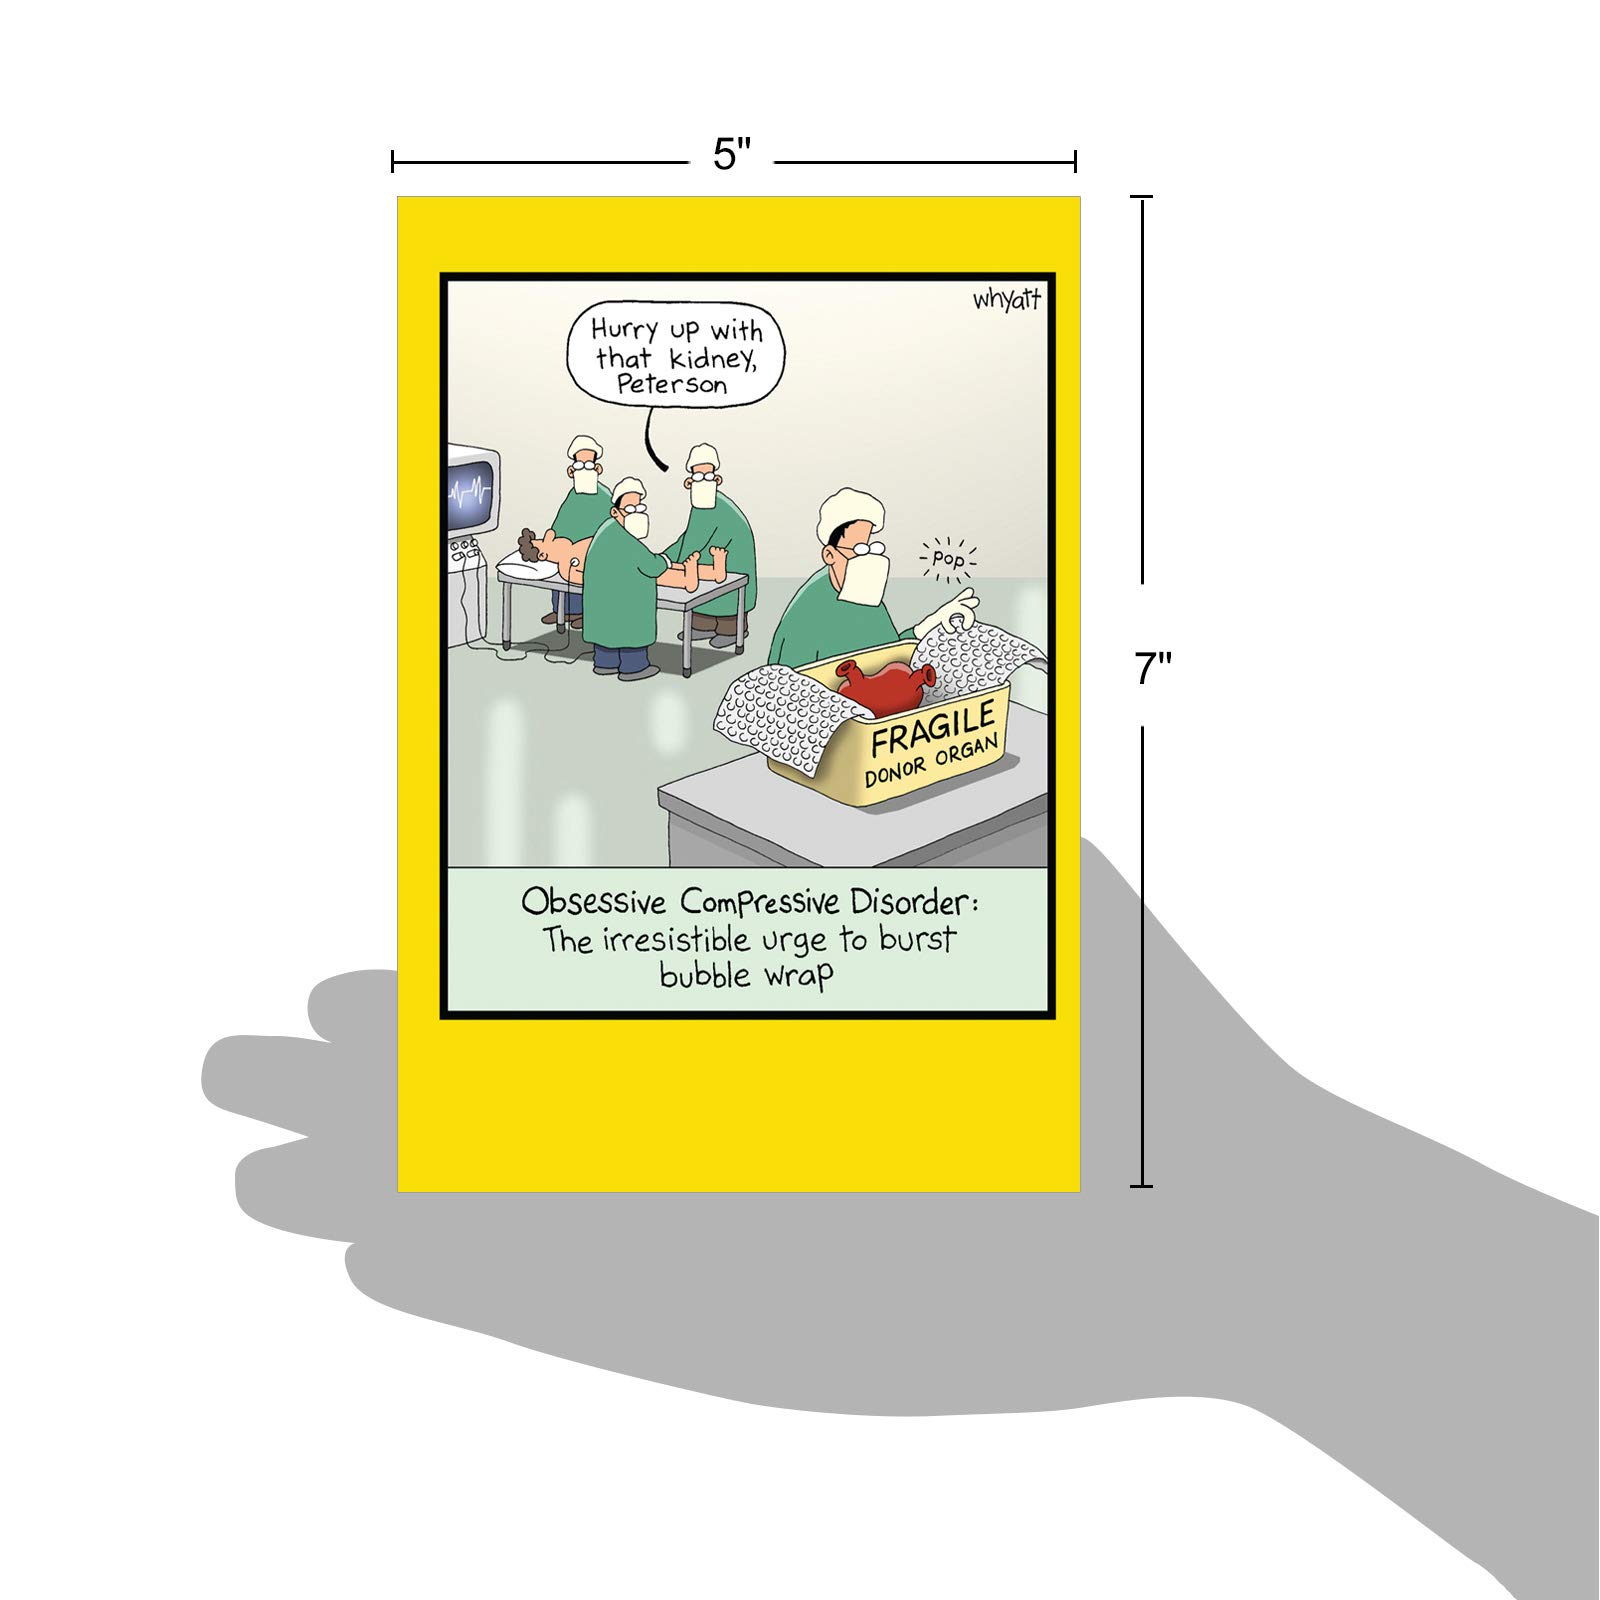 5"
whyatt
Hurry up with
that kidney,
Peterson
pop
7"
FRAGILE
DONOR ORGAN
Obsessive Compressive Disorder:
The irresistible urge to burst
bubble wrap